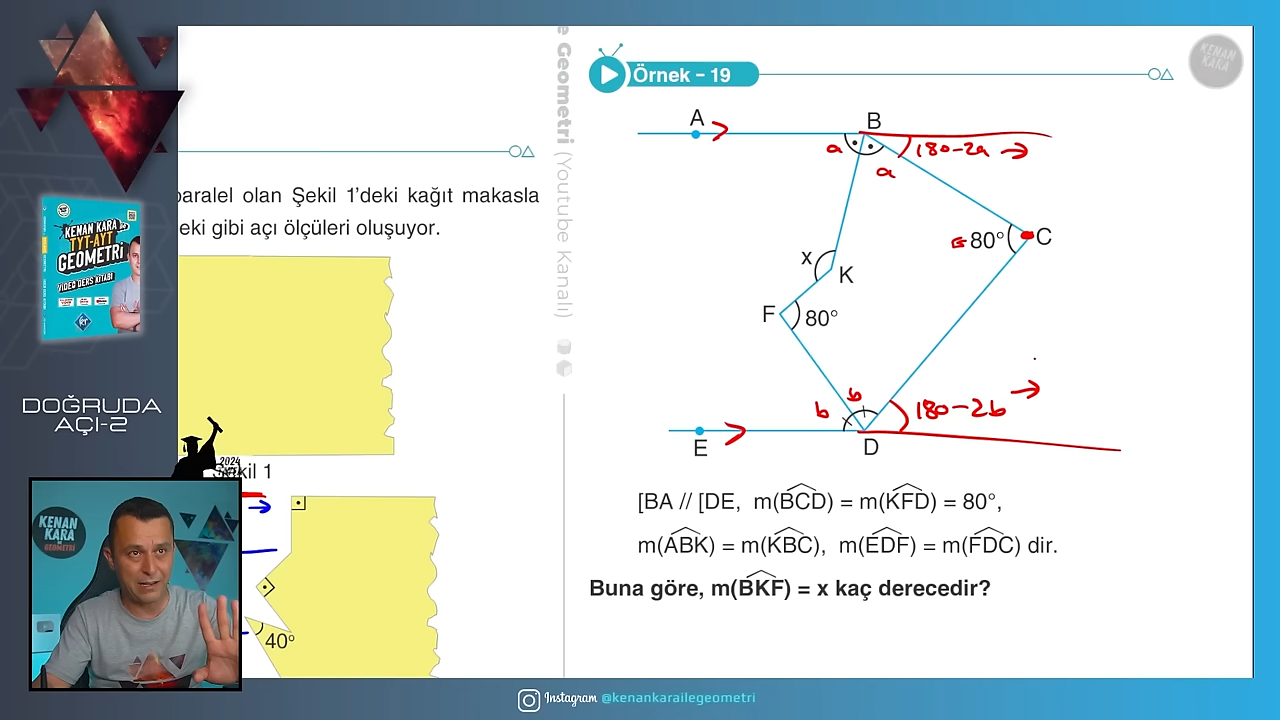 Örnek – 19
KENAN
KARA
A
B
a
a
180-2a
paralel olan Şekil 1'deki kağıt makasla
eki gibi açı ölçüleri oluşuyor.
e Geometri (Youtube Kanalı)
KENAN KARA
TYT-AYT
GEOMETRİ
VİDEO DERS KİTABI
80°
C
x
K
F
80°
b
b
180-2b
E
D
DOĞRUDA
AÇI-2
2024
Şekil 1
[BA // [DE, m(BCD) = m(KFD) = 80°,
m(ABK) = m(KBC), m(EDF) = m(FDC) dir.
Buna göre, m(BKF) = x kaç derecedir?
KENAN
KARA
GEOMETRİ
40°
Instagram @kenankarailegeometri